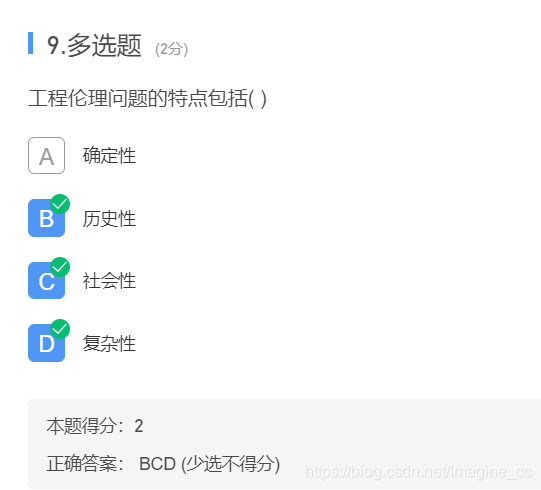 9.多选题 (2分)
工程伦理问题的特点包括( )
A 确定性
B 历史性
C 社会性
D 复杂性
本题得分：2
正确答案： BCD (少选不得分)
https://blog.csdn.net/Imagine_cc